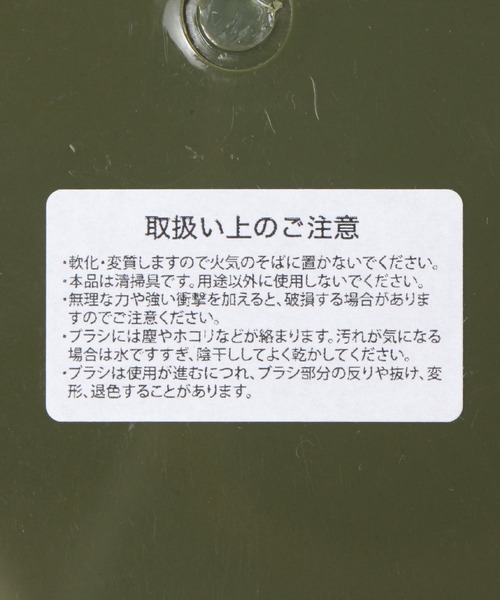 取扱い上のご注意
・軟化・変質しますので火気のそばに置かないでください。
・本品は清掃具です。用途以外に使用しないでください。
・無理な力や強い衝撃を加えると、破損する場合がありま
すのでご注意ください。
・ブラシには塵やホコリなどが絡まります。汚れが気になる
場合は水ですすぎ、陰干ししてよく乾かしてください。
・ブラシは使用が進むにつれ、ブラシ部分の反りや抜け、変
形、退色することがあります。